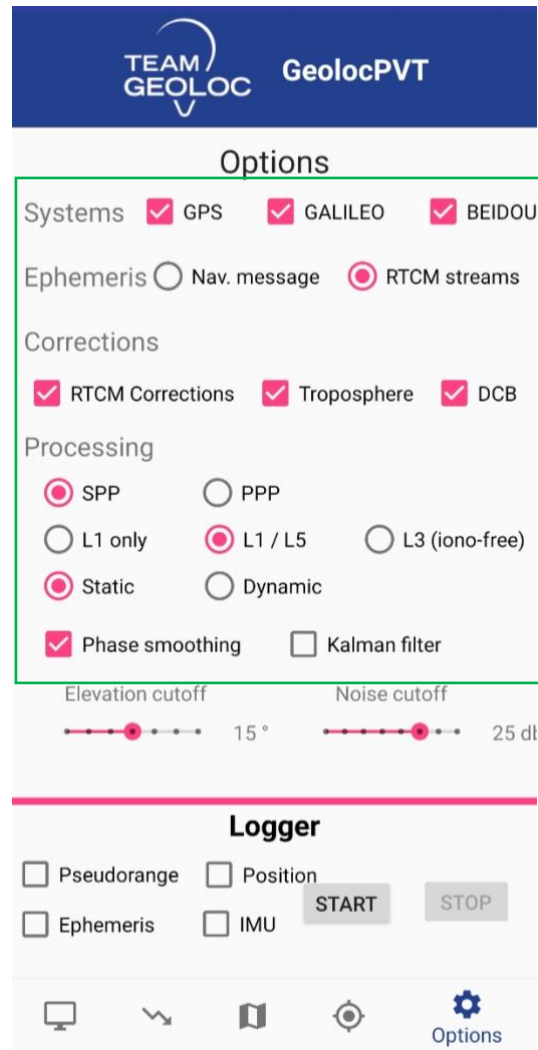 TEAM
GEOLOC
GeolocPVT
Options
Systems GPS GALILEO BEIDOU
Ephemeris Nav. message RTCM streams
Corrections
RTCM Corrections Troposphere DCB
Processing
SPP PPP
L1 only L1 / L5 L3 (iono-free)
Static Dynamic
Phase smoothing Kalman filter
Elevation cutoff Noise cutoff
15 ° 25 db
Logger
Pseudorange Position
START STOP
Ephemeris IMU
Options